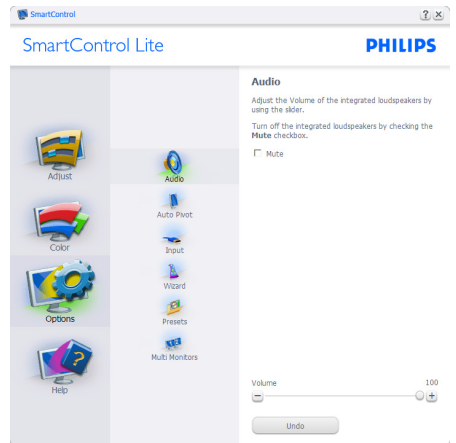 SmartControl
SmartControl Lite
PHILIPS
Adjust
Color
Options
Help
Audio
Auto Pivot
Input
Wizard
Presets
Multi Monitors
Audio
Adjust the Volume of the integrated loudspeakers by
using the slider.
Turn off the integrated loudspeakers by checking the
Mute checkbox.
Mute
Volume 100
Undo